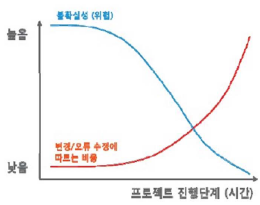 불확실성 (위험)
높음
변경/오류 수정에
따르는 비용
낮음
프로젝트 진행단계 (시간)